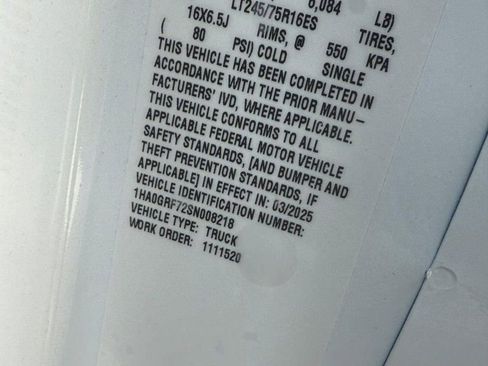 6,084 LB)
LT245/75R16ES TIRES,
16X6.5J RIMS, @ 550 KPA
( 80 PSI) COLD SINGLE
THIS VEHICLE HAS BEEN COMPLETED IN
ACCORDANCE WITH THE PRIOR MANU-
FACTURERS' IVD, WHERE APPLICABLE.
THIS VEHICLE CONFORMS TO ALL
APPLICABLE FEDERAL MOTOR VEHICLE
SAFETY STANDARDS, [AND BUMPER AND
THEFT PREVENTION STANDARDS, IF
APPLICABLE] IN EFFECT IN: 03/2025
VEHICLE IDENTIFICATION NUMBER:
1HA0GRF72SN008218
VEHICLE TYPE: TRUCK
WORK ORDER: 1111520